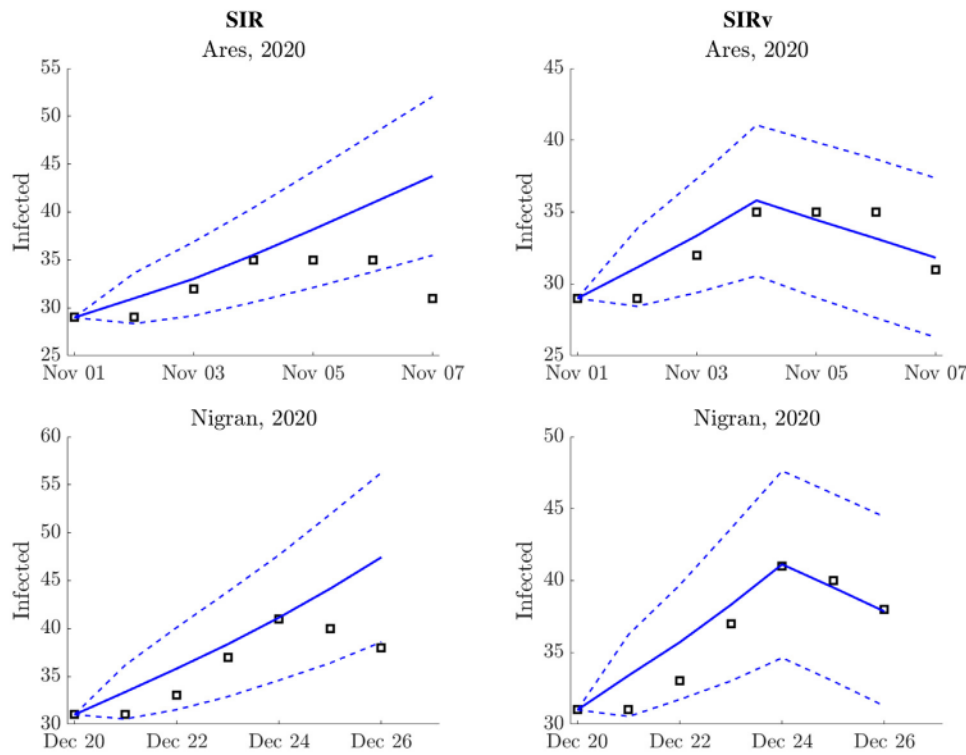 SIR
Ares, 2020
55
50
45
40
35
30
25
Infected
Nov 01 Nov 03 Nov 05 Nov 07
SIRv
Ares, 2020
45
40
35
30
25
Infected
Nov 01 Nov 03 Nov 05 Nov 07
Nigran, 2020
60
55
50
45
40
35
30
Infected
Dec 20 Dec 22 Dec 24 Dec 26
Nigran, 2020
50
45
40
35
30
Infected
Dec 20 Dec 22 Dec 24 Dec 26